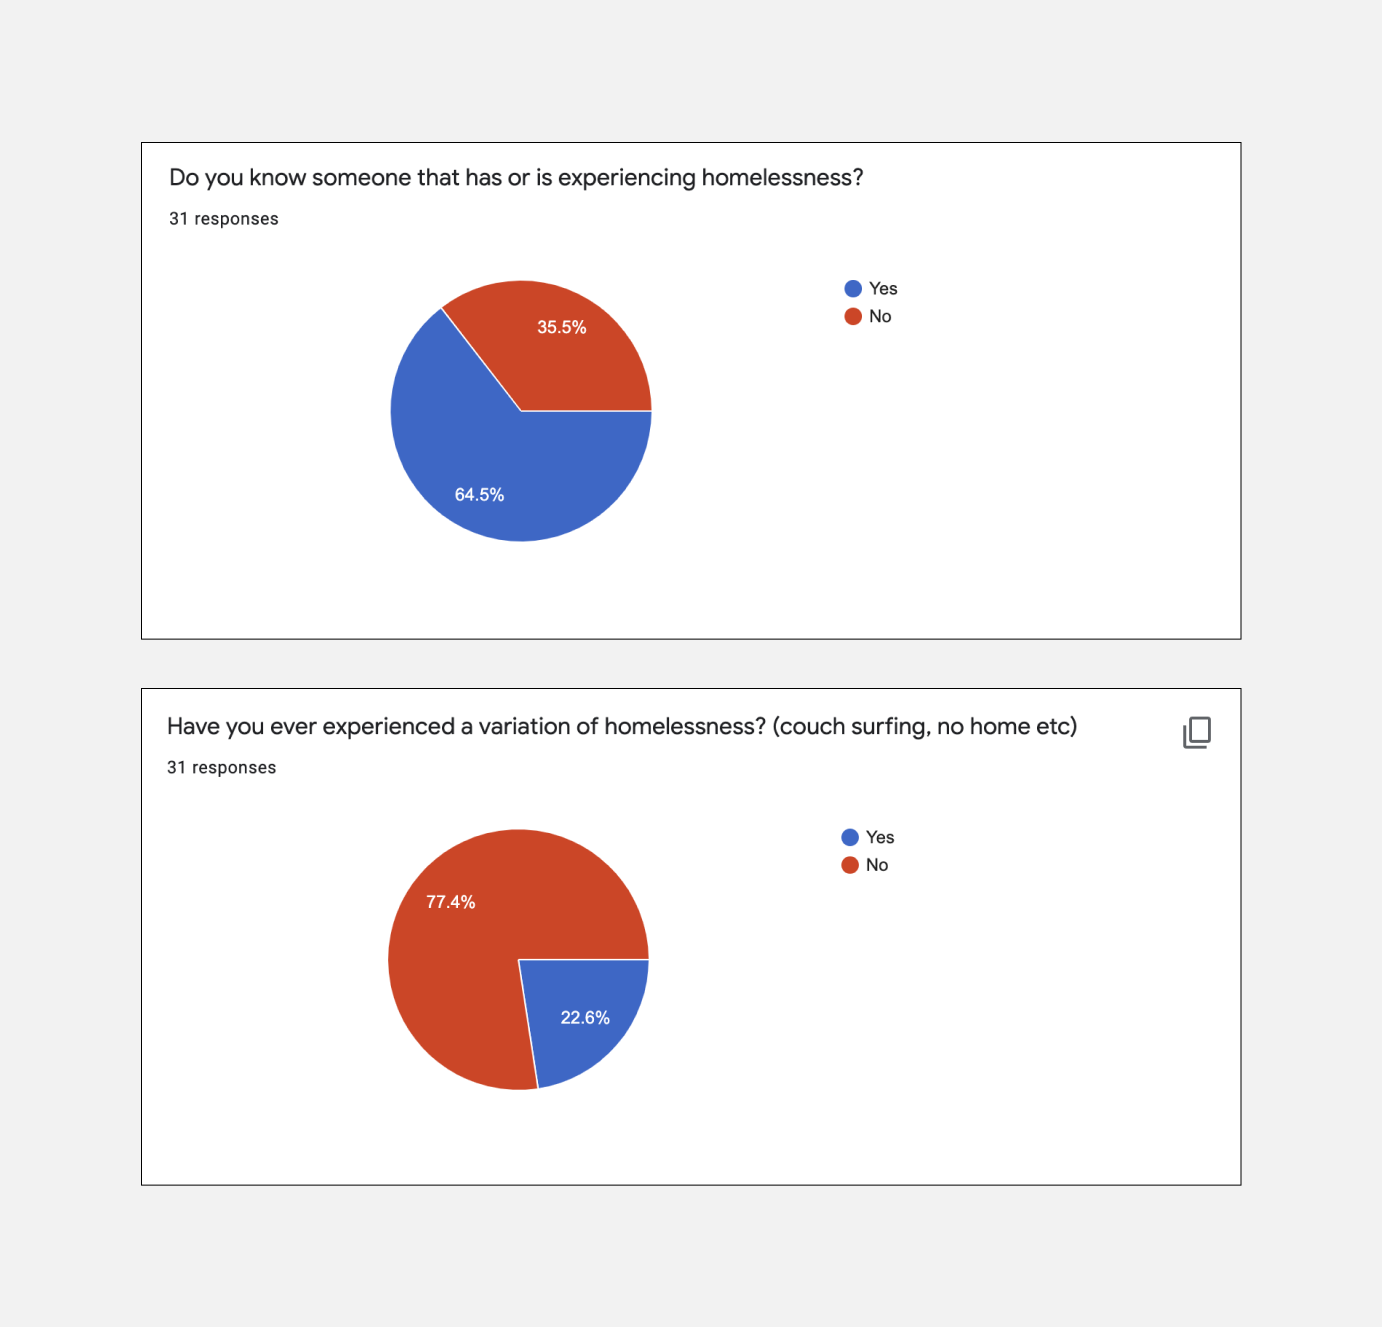 Do you know someone that has or is experiencing homelessness?
31 responses
Yes
No
35.5%
64.5%
Have you ever experienced a variation of homelessness? (couch surfing, no home etc)
31 responses
Yes
No
77.4%
22.6%